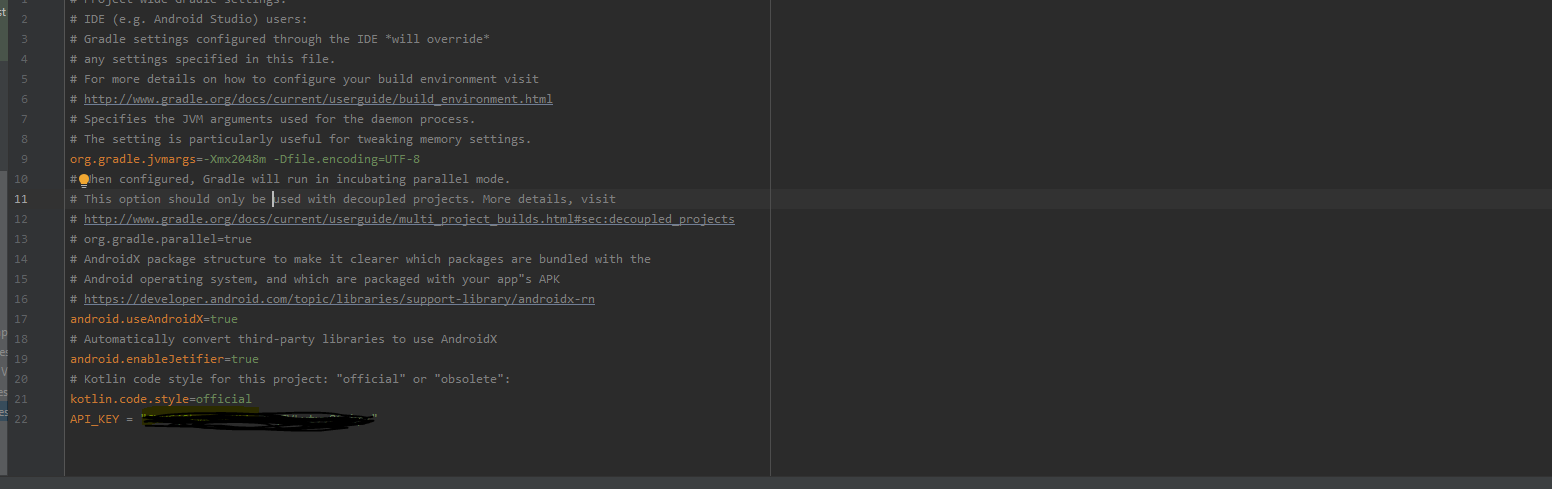 1 # Project-wide Gradle settings.
2 # IDE (e.g. Android Studio) users:
3 # Gradle settings configured through the IDE *will override*
4 # any settings specified in this file.
5 # For more details on how to configure your build environment visit
6 # http://www.gradle.org/docs/current/userguide/build_environment.html
7 # Specifies the JVM arguments used for the daemon process.
8 # The setting is particularly useful for tweaking memory settings.
9 org.gradle.jvmargs=-Xmx2048m -Dfile.encoding=UTF-8
10 # When configured, Gradle will run in incubating parallel mode.
11 # This option should only be used with decoupled projects. More details, visit
12 # http://www.gradle.org/docs/current/userguide/multi_project_builds.html#sec:decoupled_projects
13 # org.gradle.parallel=true
14 # AndroidX package structure to make it clearer which packages are bundled with the
15 # Android operating system, and which are packaged with your app"s APK
16 # https://developer.android.com/topic/libraries/support-library/androidx-rn
17 android.useAndroidX=true
18 # Automatically convert third-party libraries to use AndroidX
19 android.enableJetifier=true
20 # Kotlin code style for this project: "official" or "obsolete":
21 kotlin.code.style=official
22 API_KEY = "